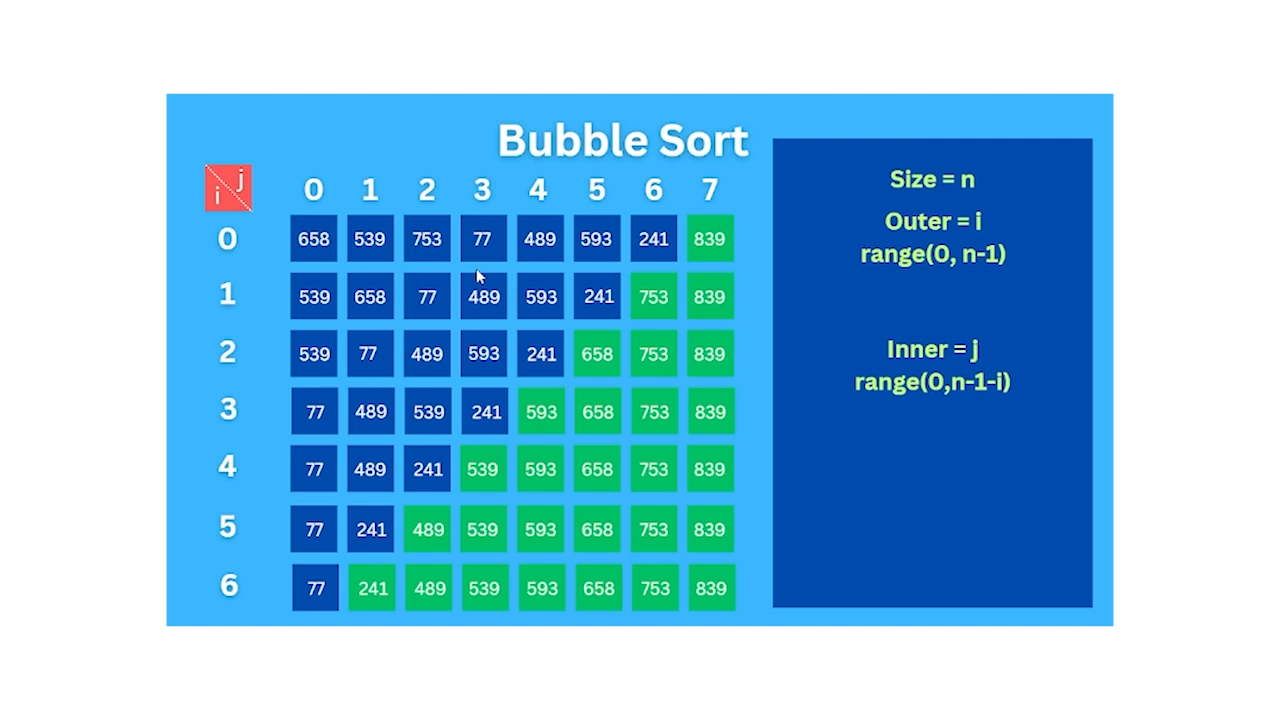 Bubble Sort
j
i
0 1 2 3 4 5 6 7
0 658 539 753 77 489 593 241 839
1 539 658 77 489 593 241 753 839
2 539 77 489 593 241 658 753 839
3 77 489 539 241 593 658 753 839
4 77 489 241 539 593 658 753 839
5 77 241 489 539 593 658 753 839
6 77 241 489 539 593 658 753 839
Size = n
Outer = i
range(0, n-1)
Inner = j
range(0,n-1-i)